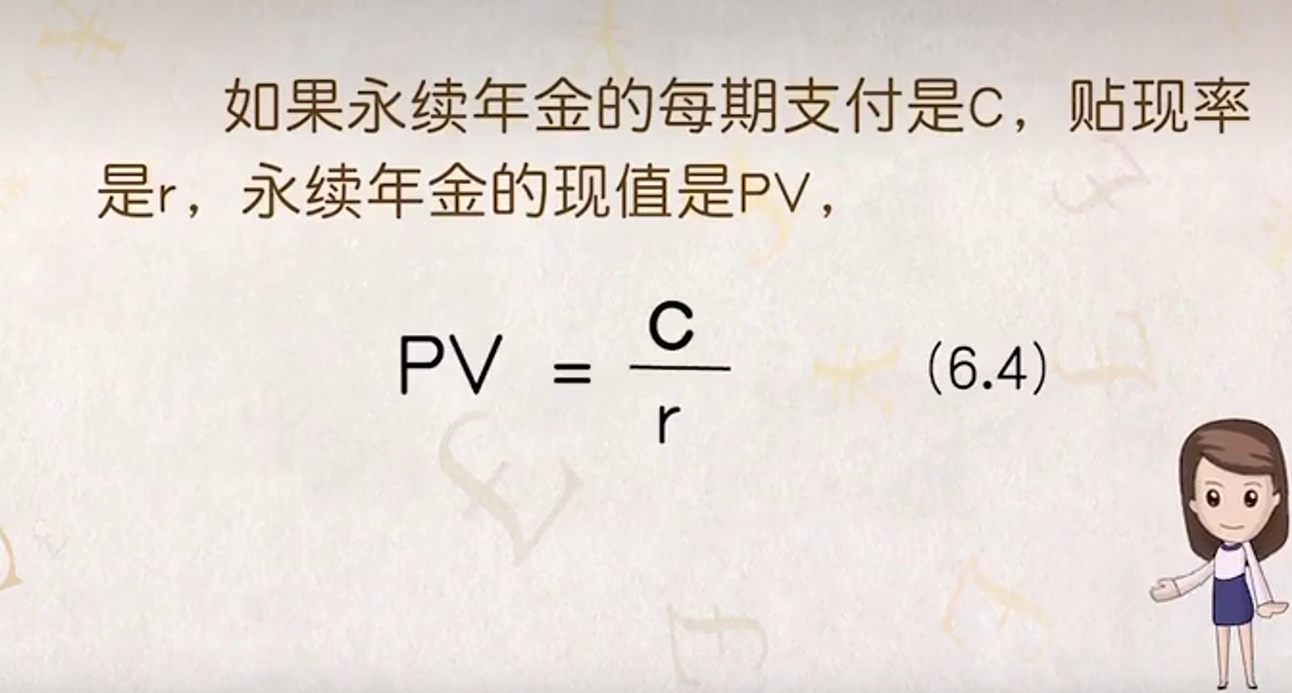 如果永续年金的每期支付是C，贴现率
是r，永续年金的现值是PV，
PV = C/r (6.4)